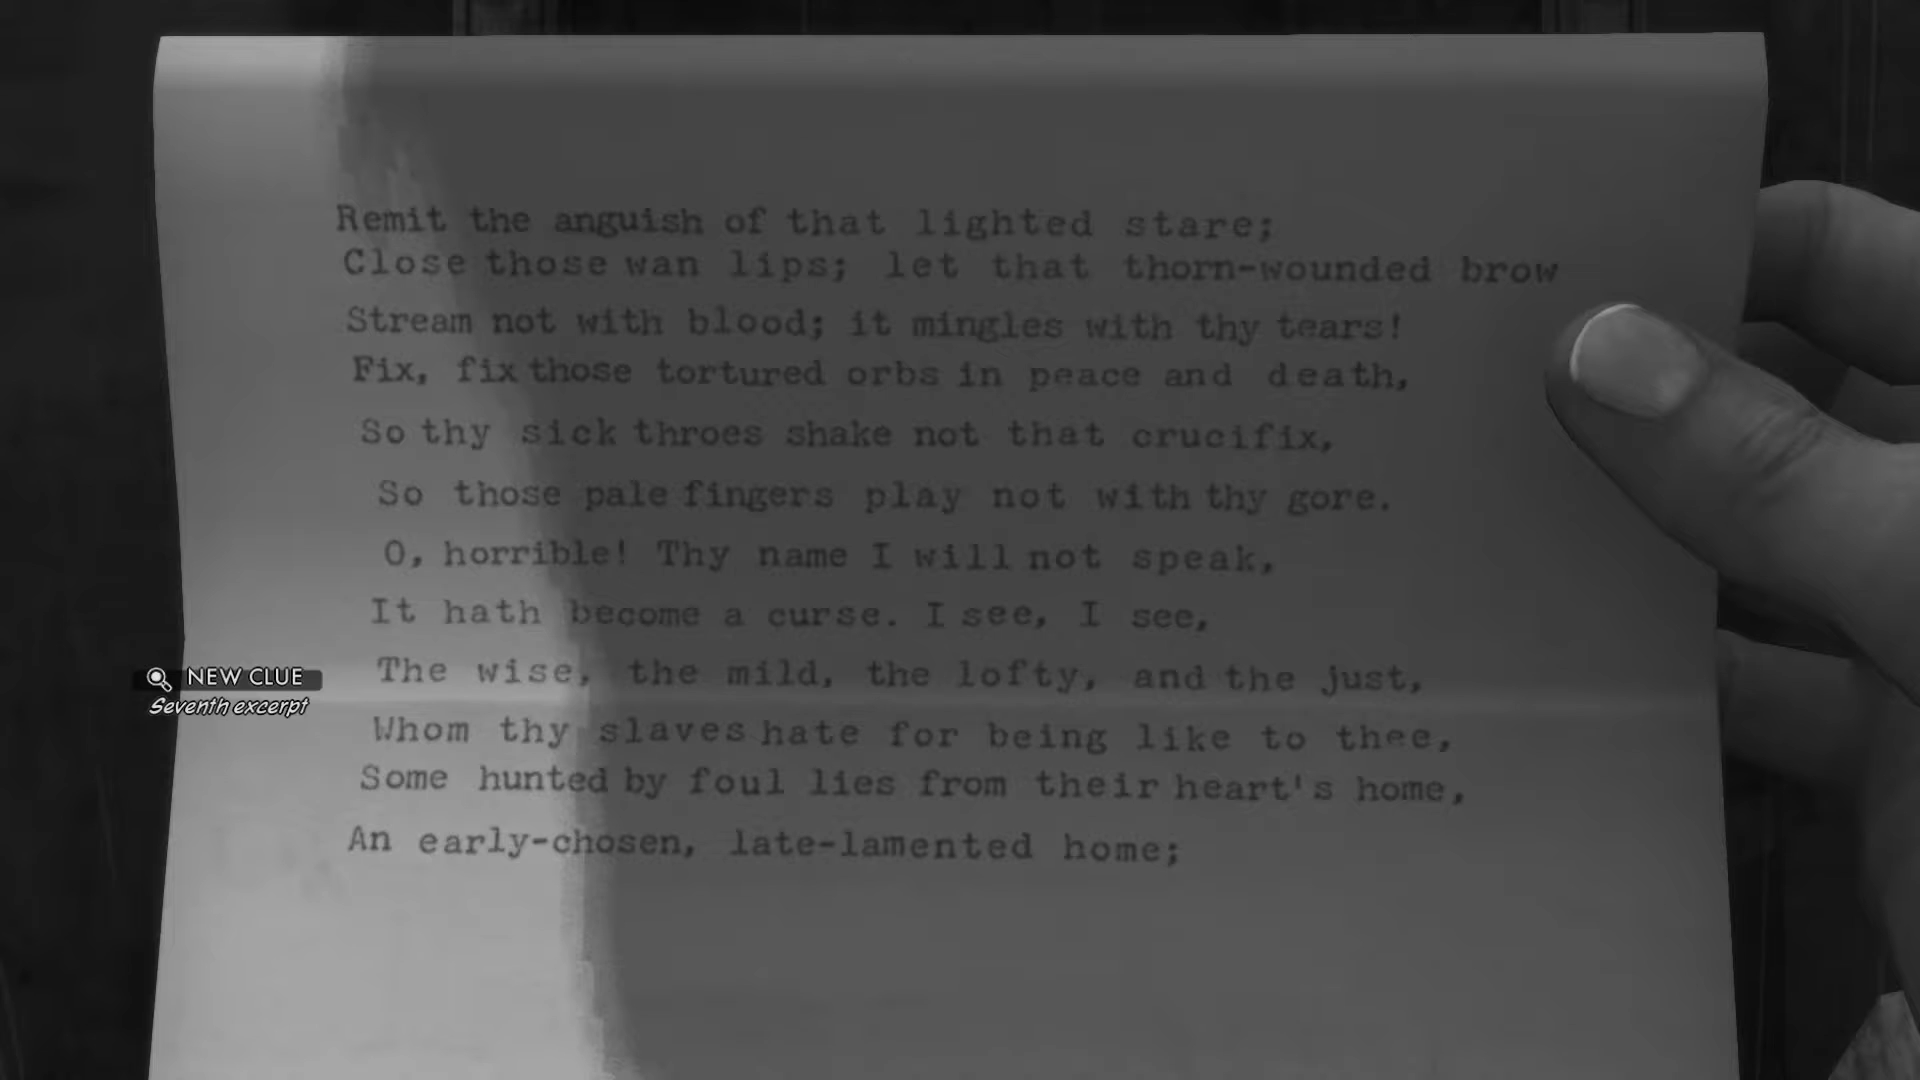 Remit the anguish of that lighted stare;
Close those wan lips; let that thorn-wounded brow
Stream not with blood; it mingles with thy tears!
Fix, fix those tortured orbs in peace and death,
So thy sick throes shake not that crucifix,
So those pale fingers play not with thy gore.
O, horrible! Thy name I will not speak,
It hath become a curse. I see, I see,
The wise, the mild, the lofty, and the just,
Whom thy slaves hate for being like to thee,
Some hunted by foul lies from their heart's home,
An early-chosen, late-lamented home;
NEW CLUE
Seventh excerpt